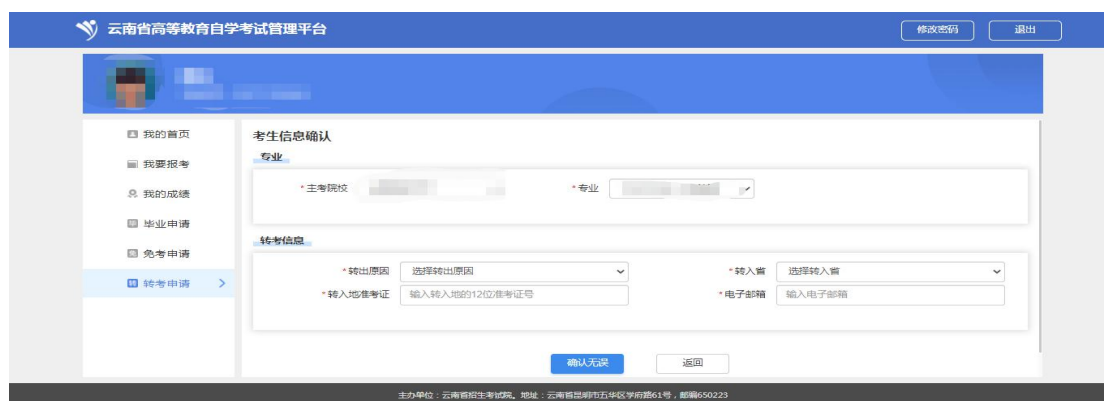 云南省高等教育自学考试管理平台
修改密码
退出
我的首页
我要报考
我的成绩
毕业申请
免考申请
转考申请 >
考生信息确认
专业
*主考院校
*专业
转考信息
*转出原因 选择转出原因
*转入省 选择转入省
*转入地准考证 输入转入地的12位准考证号
*电子邮箱 输入电子邮箱
确认无误
返回
主办单位：云南省招生考试院。地址：云南省昆明市五华区学府路61号，邮编650223